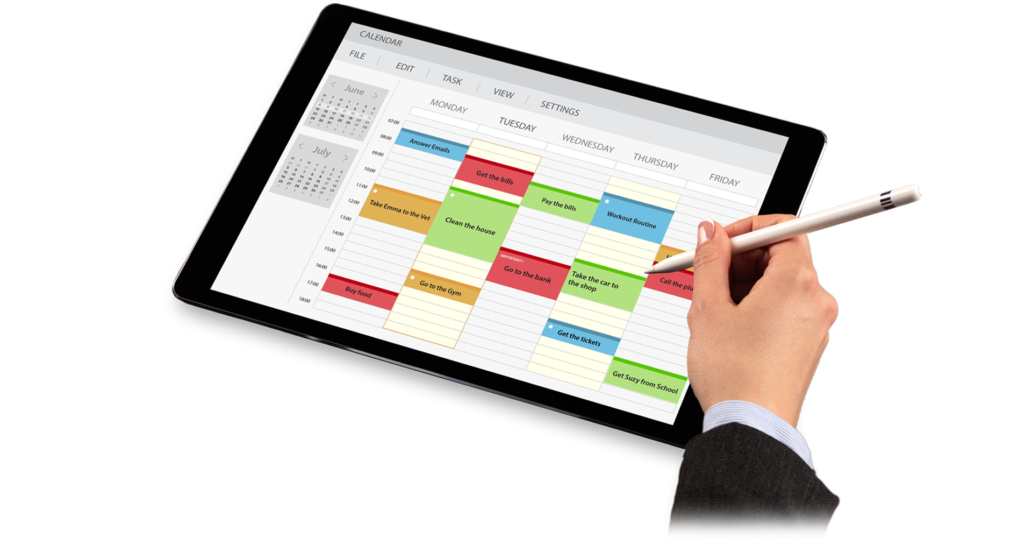 CALENDAR
FILE
EDIT
TASK
VIEW
SETTINGS
June
July
MONDAY
TUESDAY
WEDNESDAY
THURSDAY
FRIDAY
07:00
08:00
09:00
10:00
11:00
12:00
13:00
14:00
15:00
16:00
17:00
18:00
Answer Emails
Take Emma to the Vet
Buy food
Get the bills
Clean the house
Go to the Gym
Pay the bills
IMPORTANT!
Go to the bank
Get the tickets
Workout Routine
Take the car to
the shop
Get Suzy from School
Call the